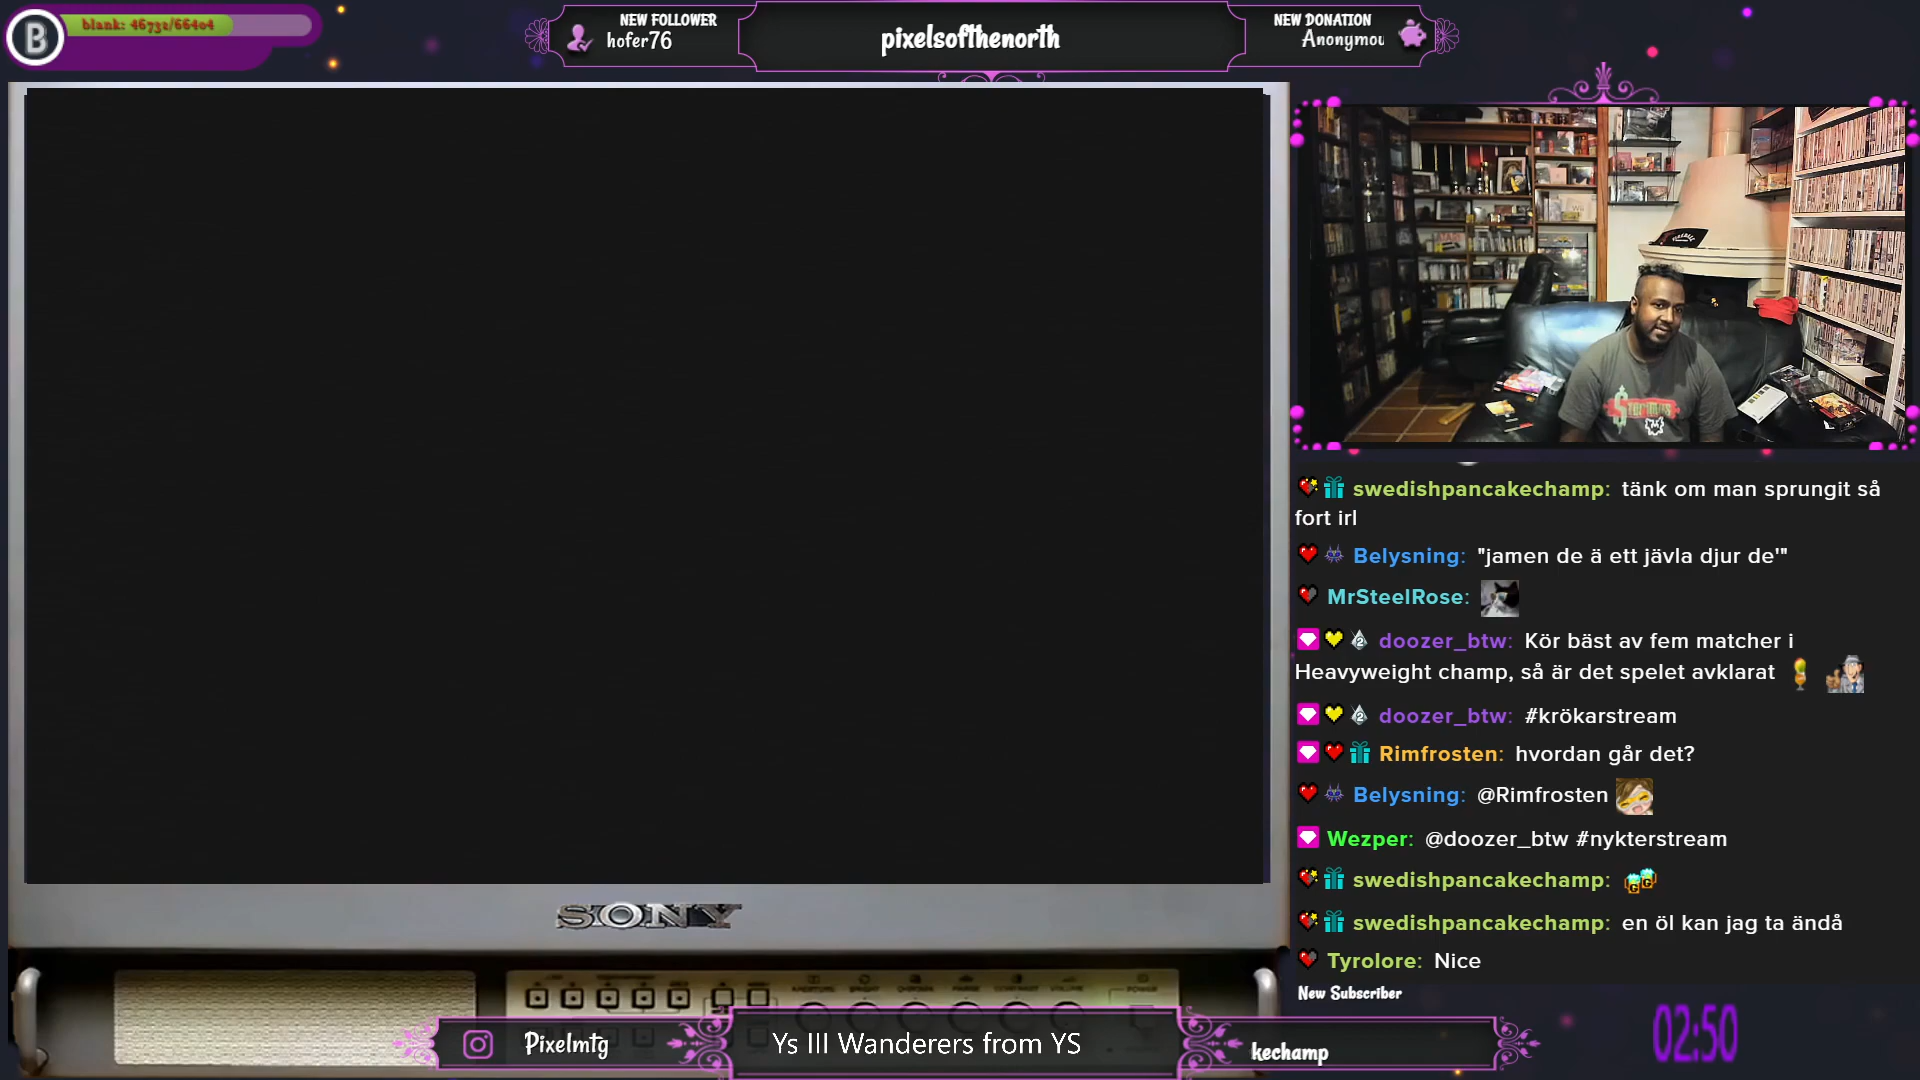 B
blank: 46732/66404
NEW FOLLOWER
hofer76
pixelsofthenorth
NEW DONATION
Anonymou
swedishpancakechamp: tänk om man sprungit så
fort irl
Belysning: "jamen de ä ett jävla djur de'"
MrSteelRose:
doozer_btw: Kör bäst av fem matcher i
Heavyweight champ, så är det spelet avklarat
doozer_btw: #krökarstream
Rimfrosten: hvordan går det?
Belysning: @Rimfrosten
Wezper: @doozer_btw #nykterstream
swedishpancakechamp:
swedishpancakechamp: en öl kan jag ta ändå
Tyrolore: Nice
SONY
New Subscriber
Pixelmtg
Ys III Wanderers from YS
kechamp
02:50